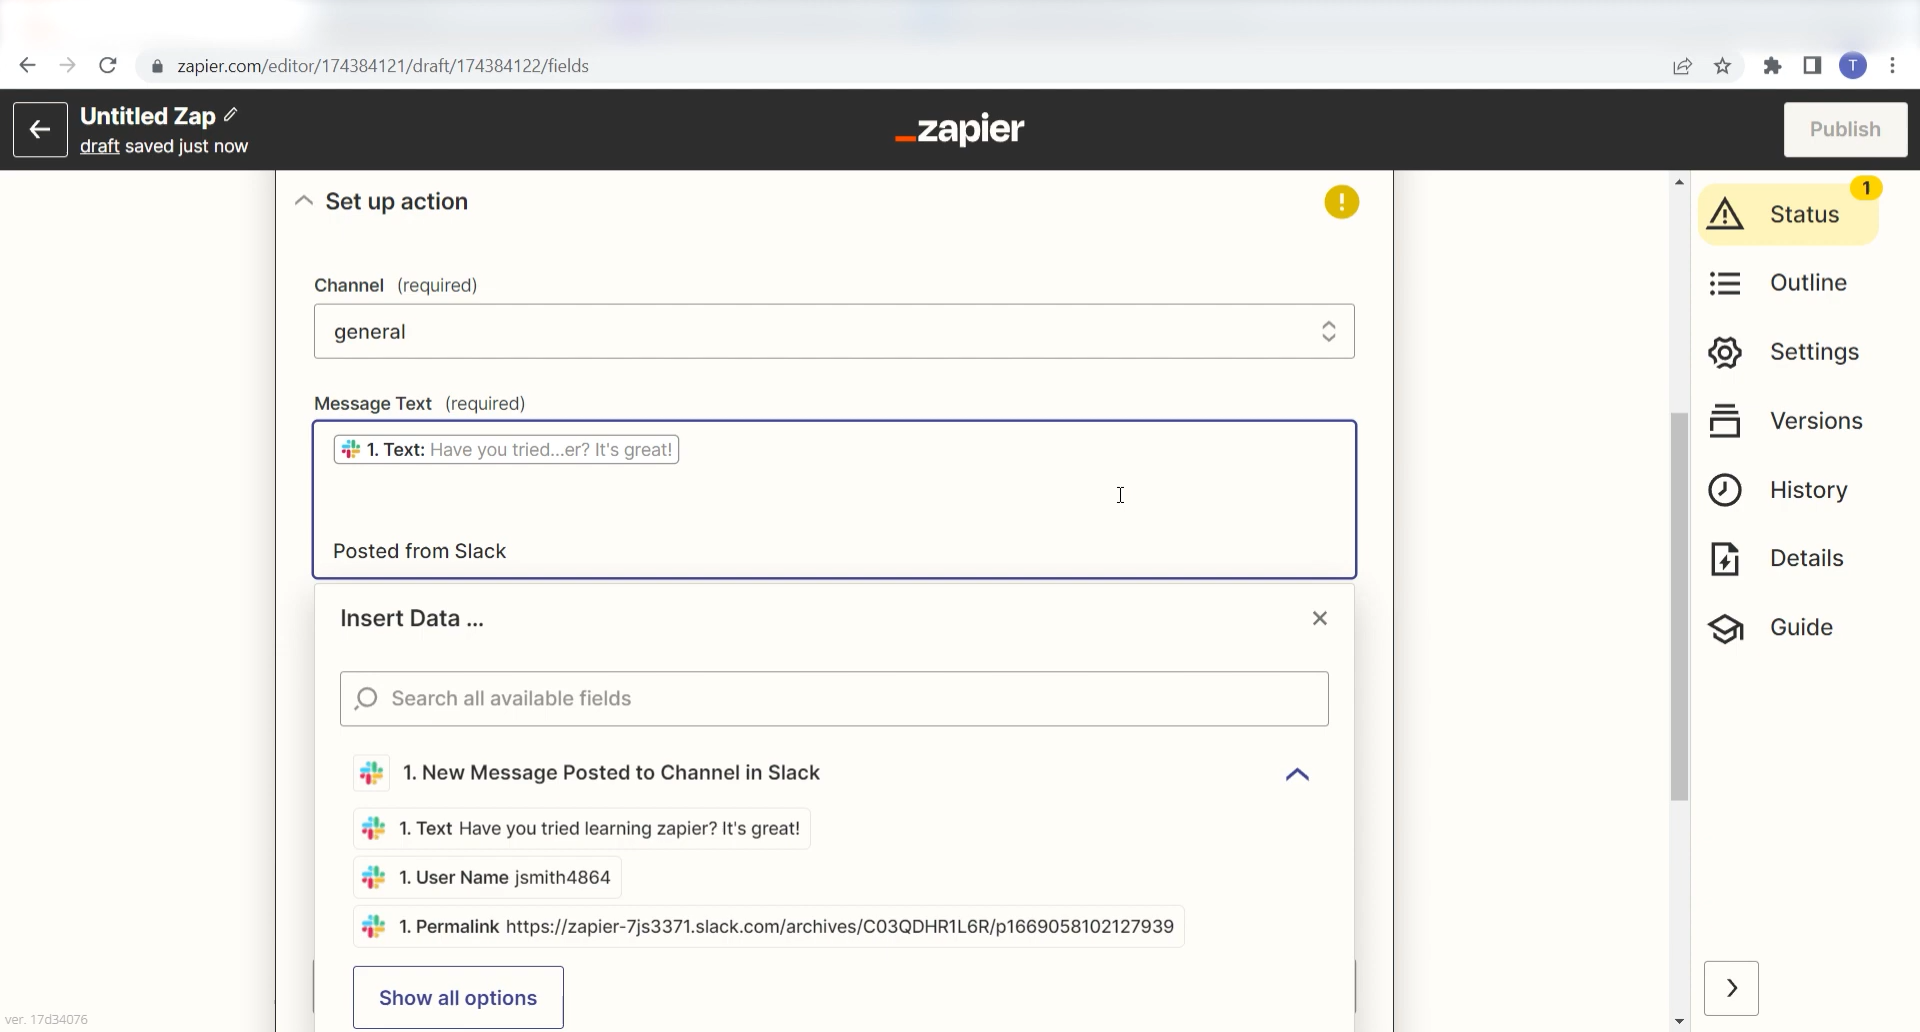 zapier.com/editor/174384121/draft/174384122/fields
T
Untitled Zap
draft saved just now
_zapier
Publish
Set up action
!
Channel (required)
general
Message Text (required)
1. Text: Have you tried...er? It's great!
Posted from Slack
Insert Data ...
Search all available fields
1. New Message Posted to Channel in Slack
1. Text Have you tried learning zapier? It's great!
1. User Name jsmith4864
1. Permalink https://zapier-7js3371.slack.com/archives/C03QDHR1L6R/p1669058102127939
Show all options
1
Status
Outline
Settings
Versions
History
Details
Guide
ver. 17d34076